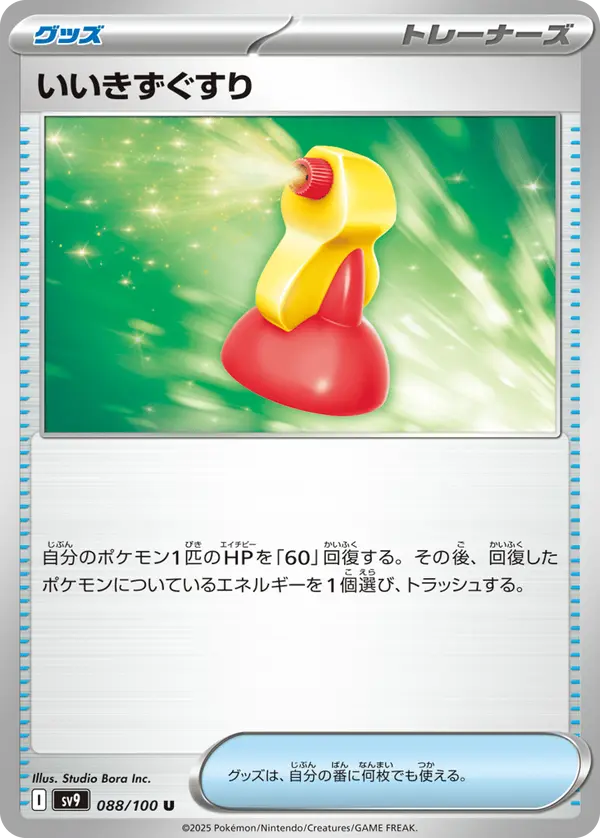 グッズ
トレーナーズ
いいきずぐすり
自分のポケモン1匹のHPを「60」回復する。その後、回復した
ポケモンについているエネルギーを1個選び、トラッシュする。
グッズは、自分の番に何枚でも使える。
Illus. Studio Bora Inc.
I sv9 088/100 U
©2025 Pokémon/Nintendo/Creatures/GAME FREAK.